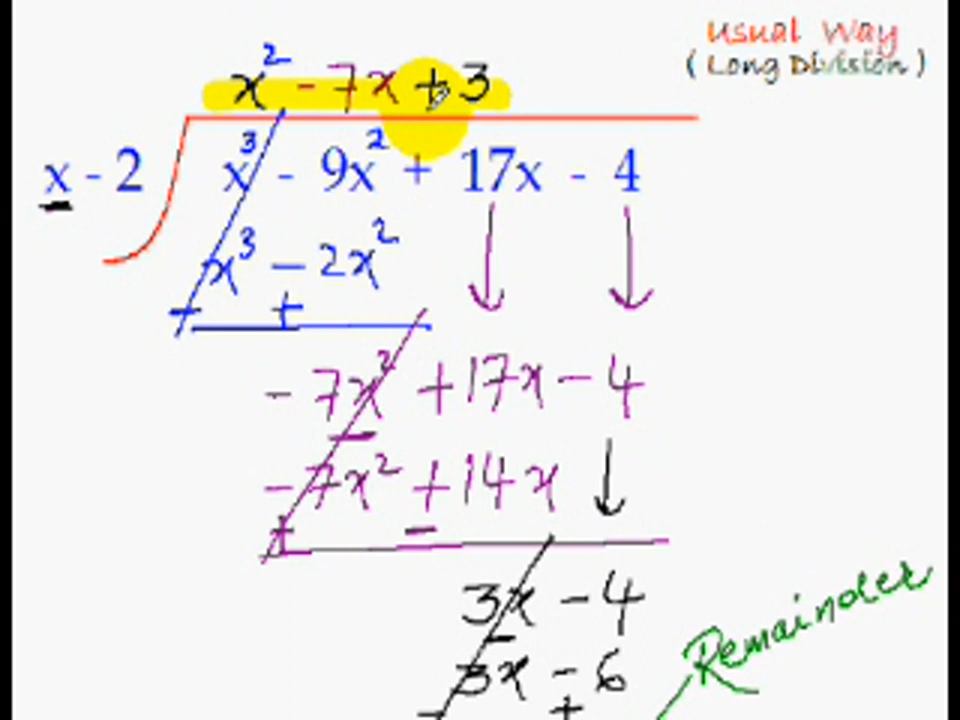 Usual Way
(Long Division)
x² - 7x + 3
x - 2 x³ - 9x² + 17x - 4
x³ - 2x²
- +
- 7x² + 17x - 4
- 7x² + 14x
+ -
3x - 4
3x - 6
- +
Remainder